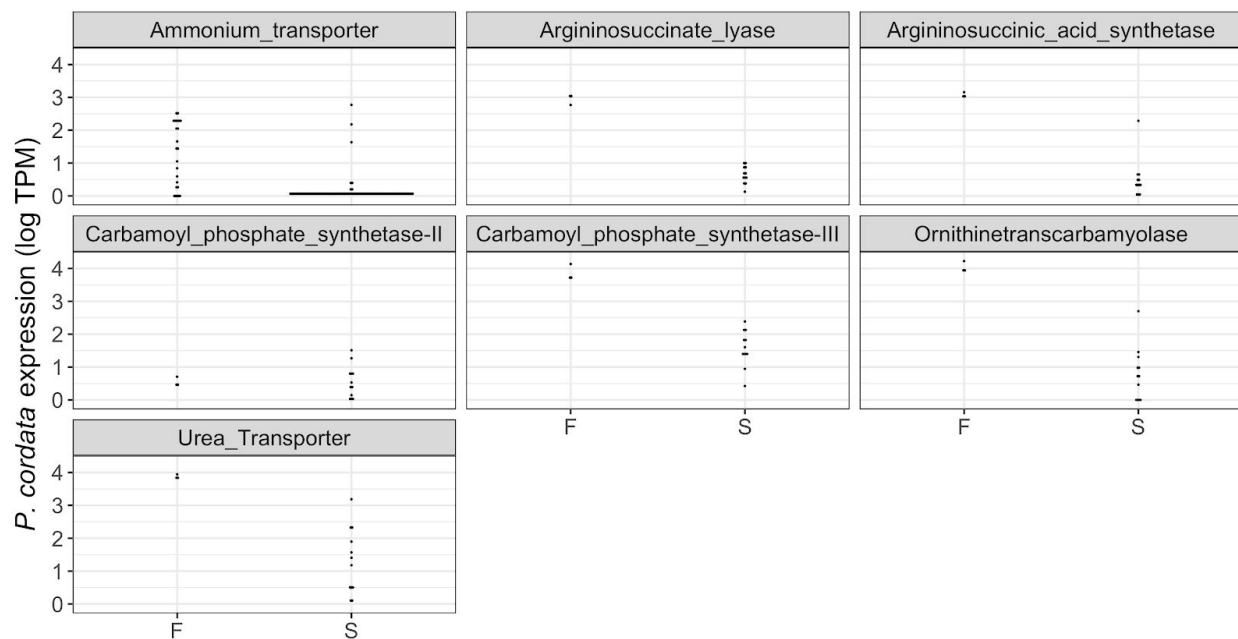 Ammonium_transporter
Argininosuccinate_lyase
Argininosuccinic_acid_synthetase
4
3
2
1
0
Carbamoyl_phosphate_synthetase-II
Carbamoyl_phosphate_synthetase-III
Ornithinetranscarbamyolase
4
3
2
1
0
F
S
F
S
Urea_Transporter
4
3
2
1
0
F
S
P. cordata expression (log TPM)